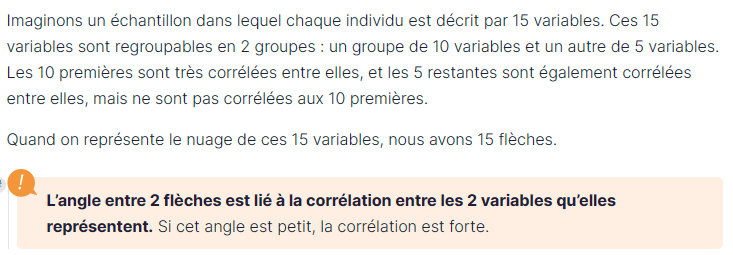 Imaginons un échantillon dans lequel chaque individu est décrit par 15 variables. Ces 15
variables sont regroupables en 2 groupes : un groupe de 10 variables et un autre de 5 variables.
Les 10 premières sont très corrélées entre elles, et les 5 restantes sont également corrélées
entre elles, mais ne sont pas corrélées aux 10 premières.
Quand on représente le nuage de ces 15 variables, nous avons 15 flèches.
!
L'angle entre 2 flèches est lié à la corrélation entre les 2 variables qu'elles
représentent. Si cet angle est petit, la corrélation est forte.